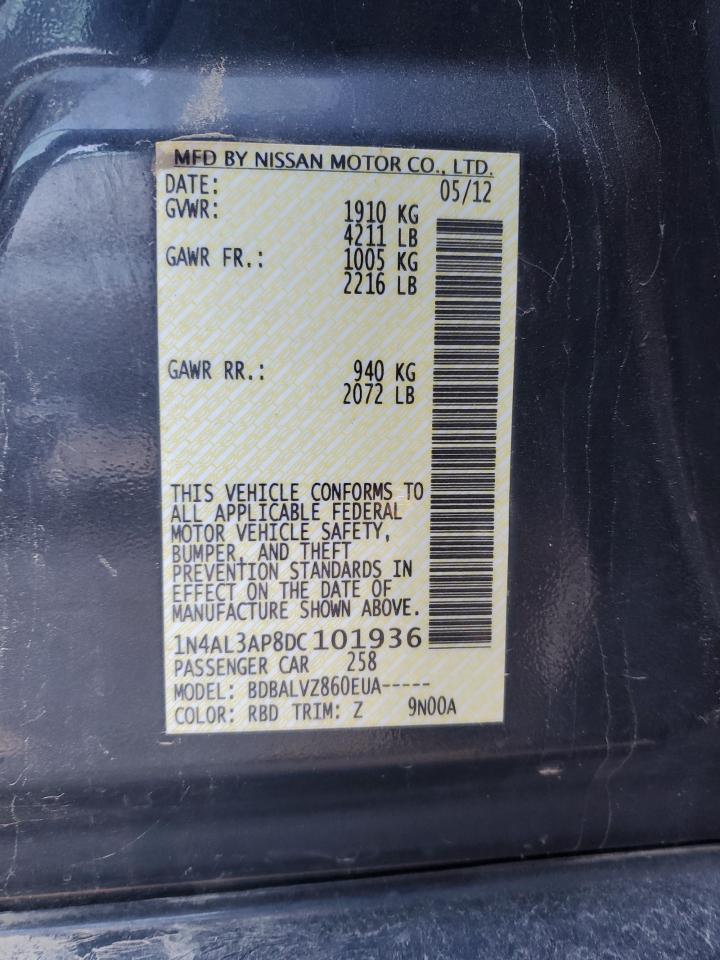 MFD BY NISSAN MOTOR CO., LTD.
DATE: 05/12
GVWR: 1910 KG
4211 LB
GAWR FR.: 1005 KG
2216 LB
GAWR RR.: 940 KG
2072 LB
THIS VEHICLE CONFORMS TO
ALL APPLICABLE FEDERAL
MOTOR VEHICLE SAFETY,
BUMPER, AND THEFT
PREVENTION STANDARDS IN
EFFECT ON THE DATE OF
MANUFACTURE SHOWN ABOVE.
1N4AL3AP8DC101936
PASSENGER CAR 258
MODEL: BDBALVZ860EUA-----
COLOR: RBD TRIM: Z 9N00A